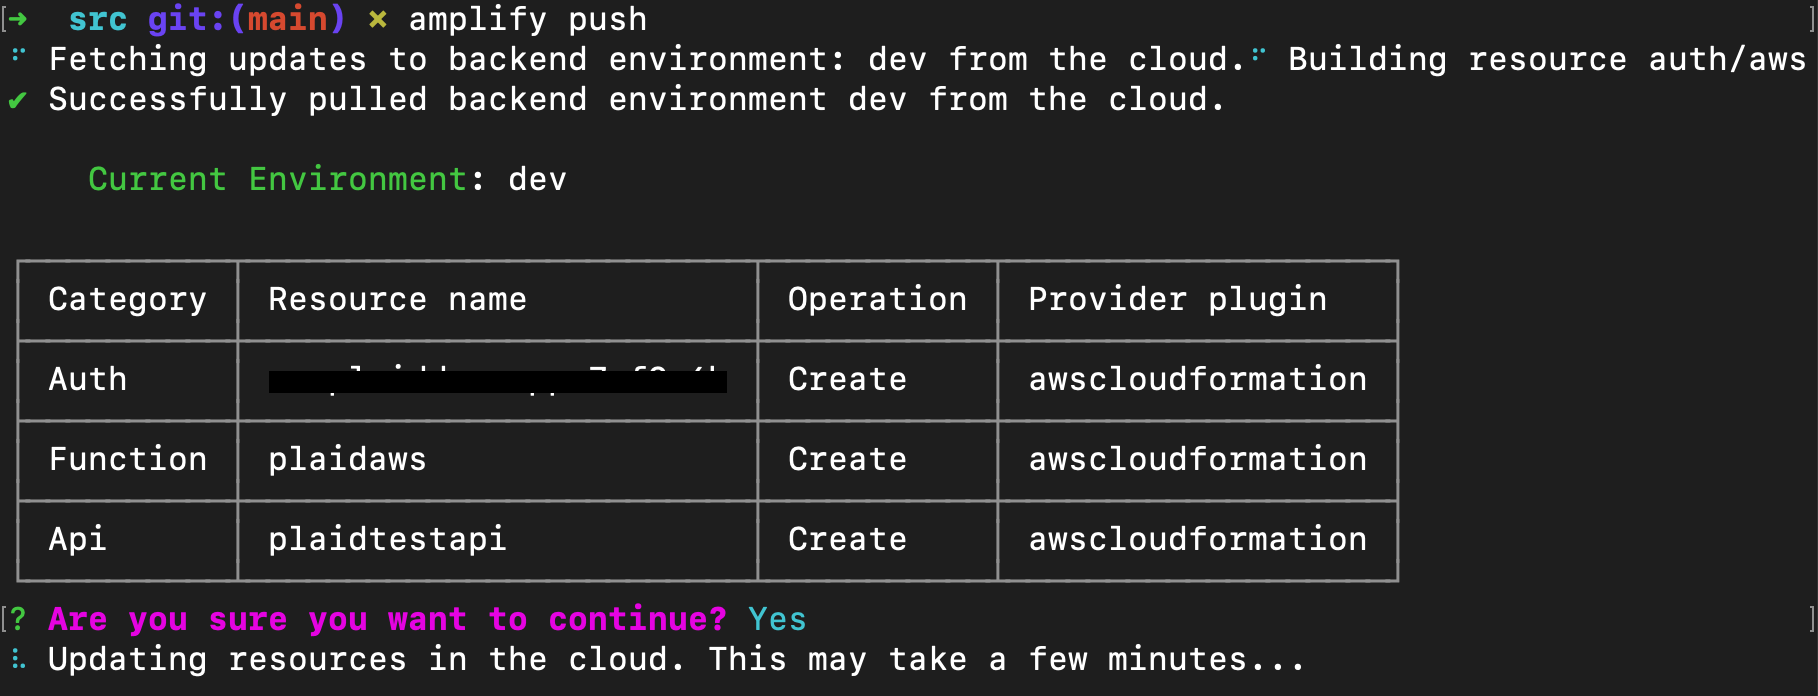 [➜  src git:(main) ✗ amplify push ]
⠋ Fetching updates to backend environment: dev from the cloud.⠋ Building resource auth/aws
✔ Successfully pulled backend environment dev from the cloud.
Current Environment: dev
Category Resource name Operation Provider plugin
Auth Create awscloudformation
Function plaidaws Create awscloudformation
Api plaidtestapi Create awscloudformation
[? Are you sure you want to continue? Yes ]
⠧ Updating resources in the cloud. This may take a few minutes...